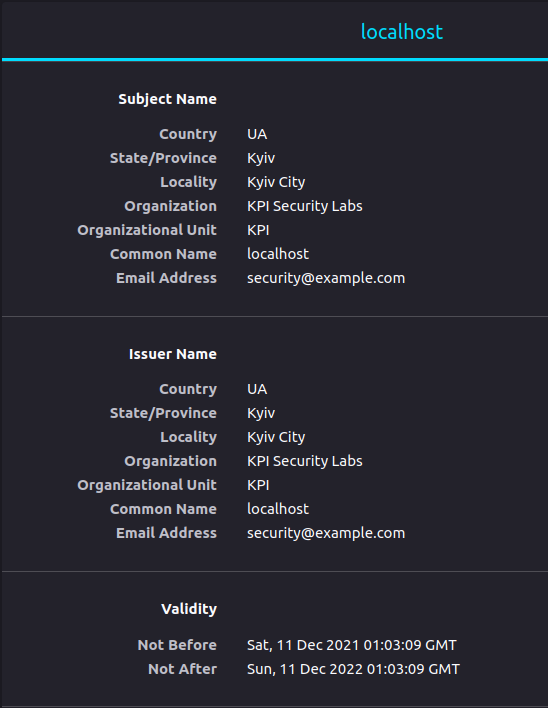 localhost
Subject Name
Country UA
State/Province Kyiv
Locality Kyiv City
Organization KPI Security Labs
Organizational Unit KPI
Common Name localhost
Email Address security@example.com
Issuer Name
Country UA
State/Province Kyiv
Locality Kyiv City
Organization KPI Security Labs
Organizational Unit KPI
Common Name localhost
Email Address security@example.com
Validity
Not Before Sat, 11 Dec 2021 01:03:09 GMT
Not After Sun, 11 Dec 2022 01:03:09 GMT